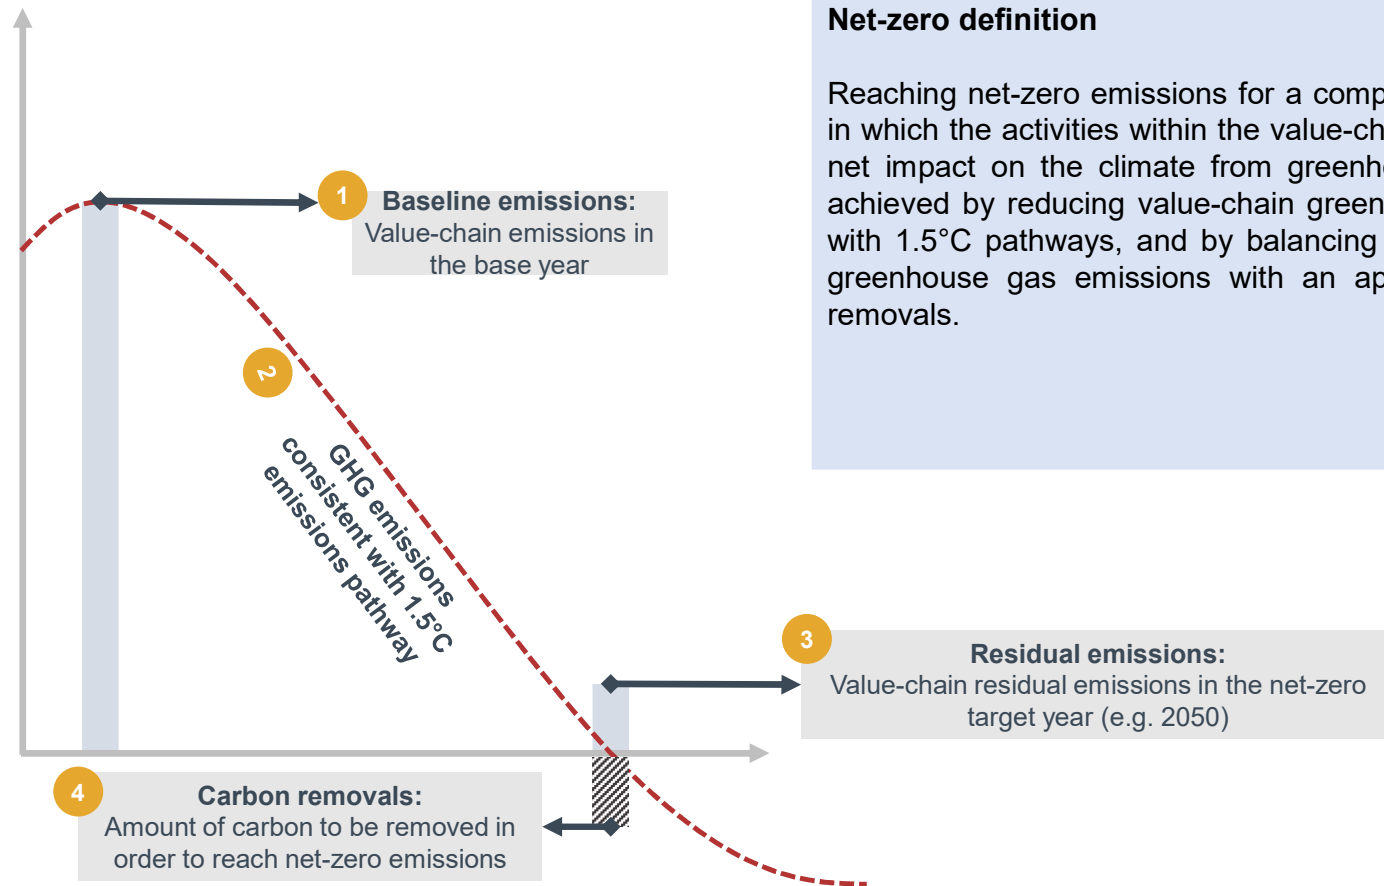 Net-zero definition
Reaching net-zero emissions for a comp
in which the activities within the value-ch
net impact on the climate from greenh
achieved by reducing value-chain green
with 1.5°C pathways, and by balancing
greenhouse gas emissions with an ap
removals.
1
Baseline emissions:
Value-chain emissions in
the base year
2
GHG emissions
consistent with 1.5°C
emissions pathway
3
Residual emissions:
Value-chain residual emissions in the net-zero
target year (e.g. 2050)
4
Carbon removals:
Amount of carbon to be removed in
order to reach net-zero emissions